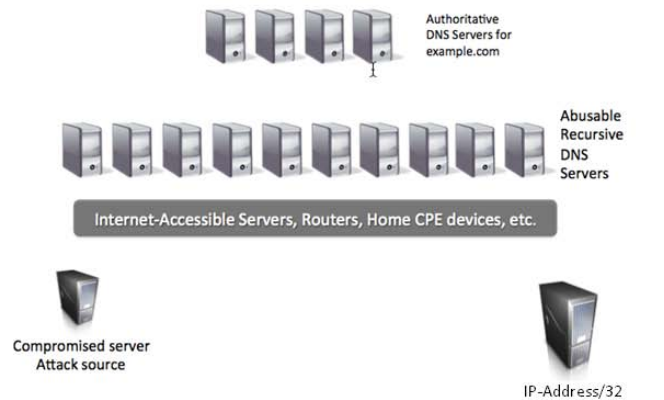 Authoritative
DNS Servers for
example.com
Abusable
Recursive
DNS
Servers
Internet-Accessible Servers, Routers, Home CPE devices, etc.
Compromised server
Attack source
IP-Address/32